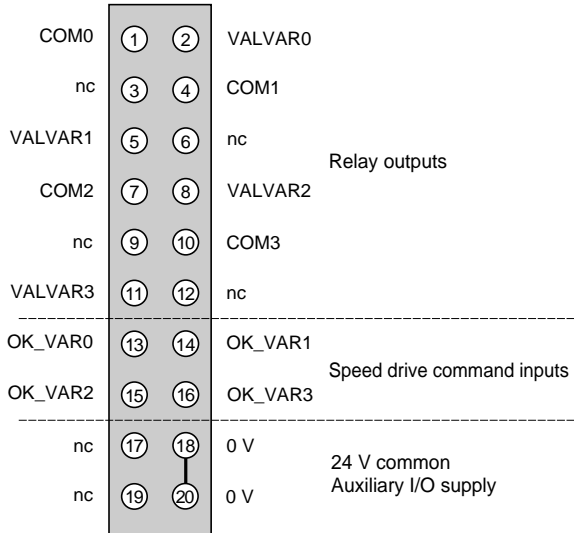 COM0 1 2 VALVAR0
nc 3 4 COM1
VALVAR1 5 6 nc
Relay outputs
COM2 7 8 VALVAR2
nc 9 10 COM3
VALVAR3 11 12 nc
OK_VAR0 13 14 OK_VAR1
Speed drive command inputs
OK_VAR2 15 16 OK_VAR3
nc 17 18 0 V
24 V common
Auxiliary I/O supply
nc 19 20 0 V